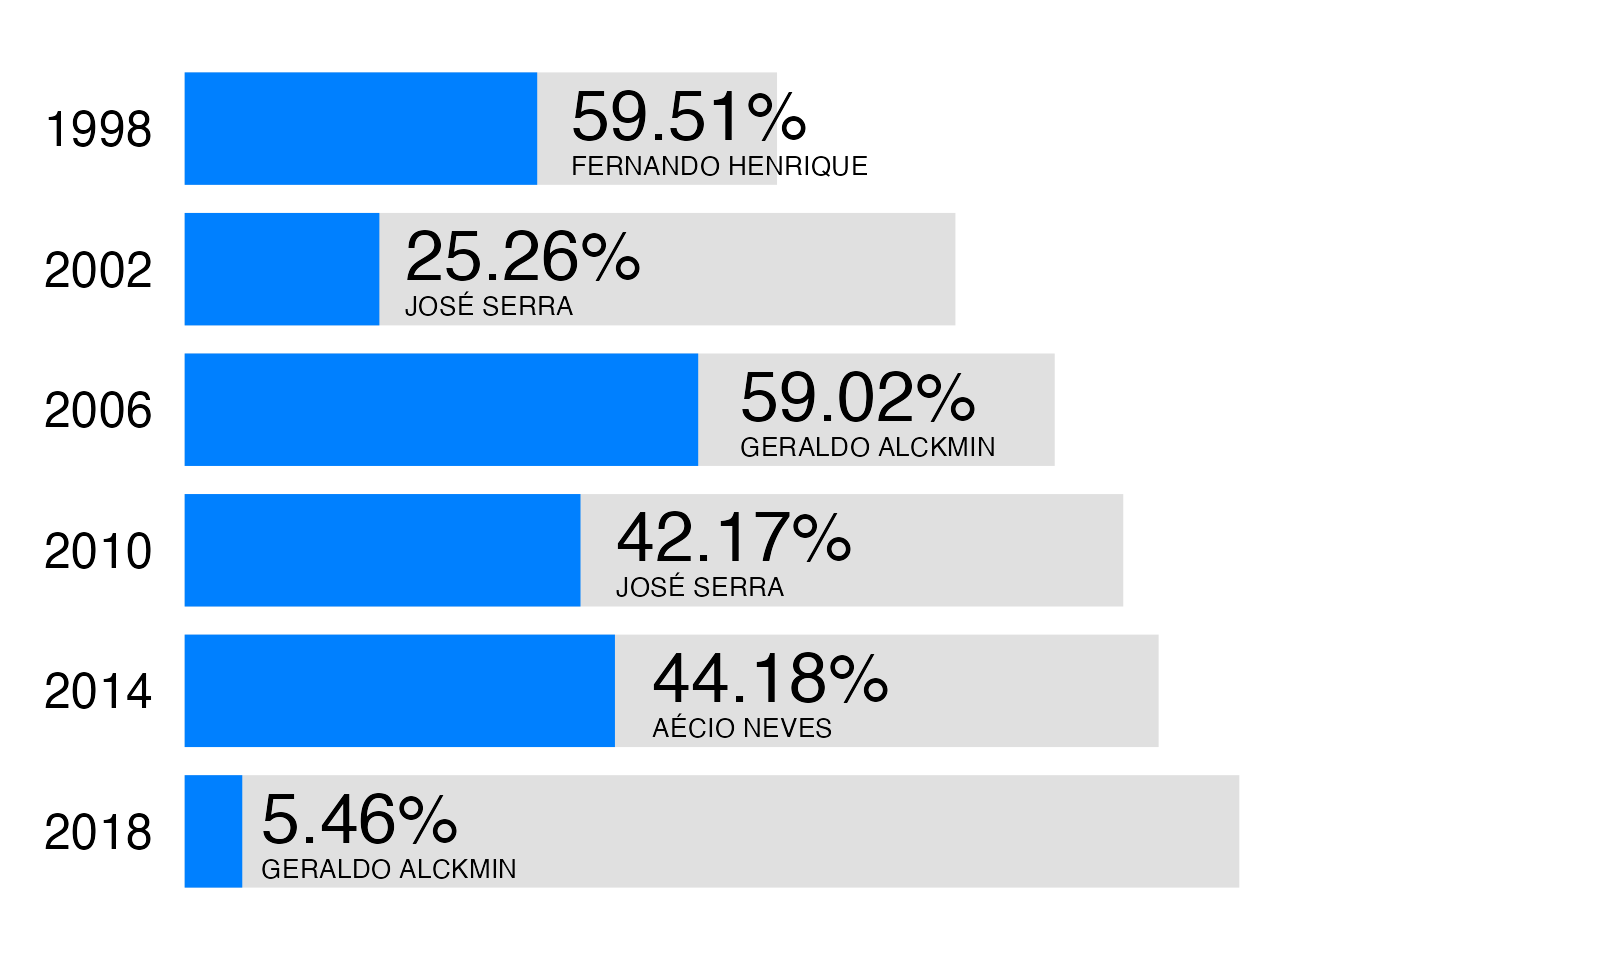 1998
59.51%
FERNANDO HENRIQUE
2002
25.26%
JOSÉ SERRA
2006
59.02%
GERALDO ALCKMIN
2010
42.17%
JOSÉ SERRA
2014
44.18%
AÉCIO NEVES
2018
5.46%
GERALDO ALCKMIN